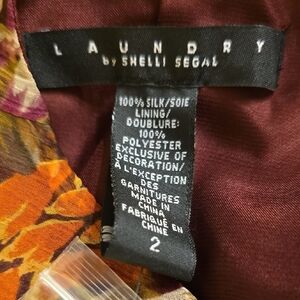 LAUNDRY
BY SHELLI SEGAL
100% SILK/SOIE
LINING/
DOUBLURE:
100%
POLYESTER
EXCLUSIVE OF
DECORATION/
À L'EXCEPTION
DES
GARNITURES
MADE IN
CHINA
FABRIQUÉ EN
CHINE
2